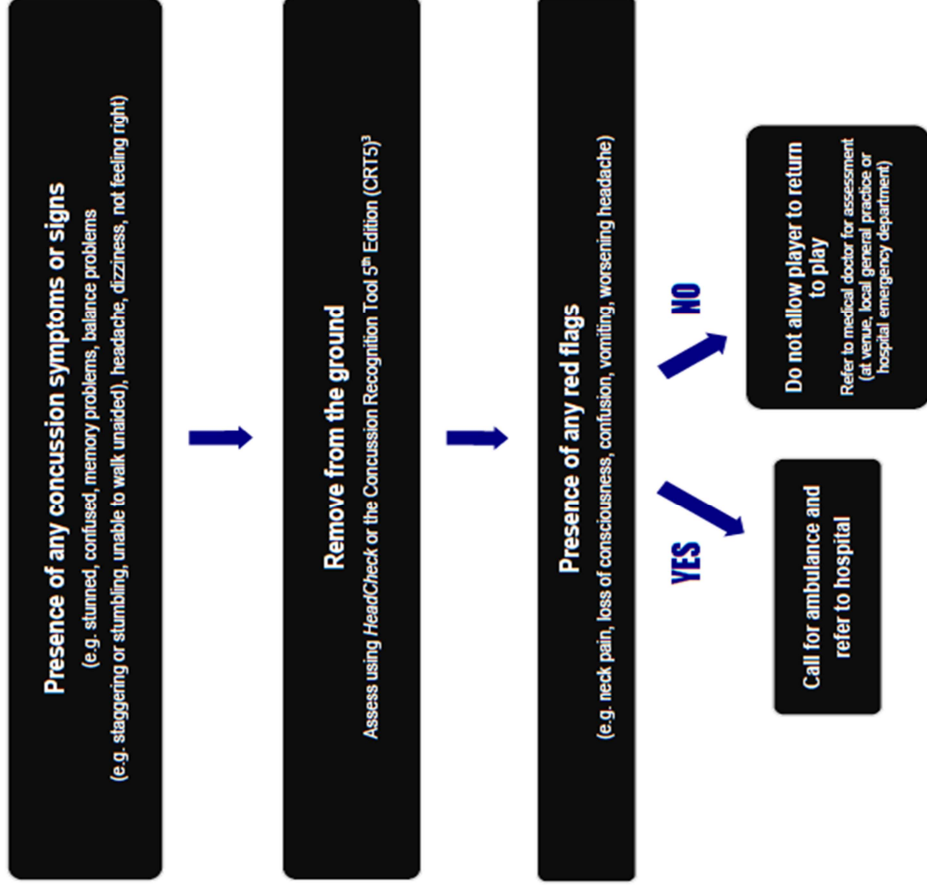 Presence of any concussion symptoms or signs
(e.g. stunned, confused, memory problems, balance problems
(e.g. staggering or stumbling, unable to walk unaided), headache, dizziness, not feeling right)
Remove from the ground
Assess using HeadCheck or the Concussion Recognition Tool 5th Edition (CRT5)³
Presence of any red flags
(e.g. neck pain, loss of consciousness, confusion, vomiting, worsening headache)
YES
NO
Call for ambulance and
refer to hospital
Do not allow player to return
to play
Refer to medical doctor for assessment
(at venue, local general practice or
hospital emergency department)